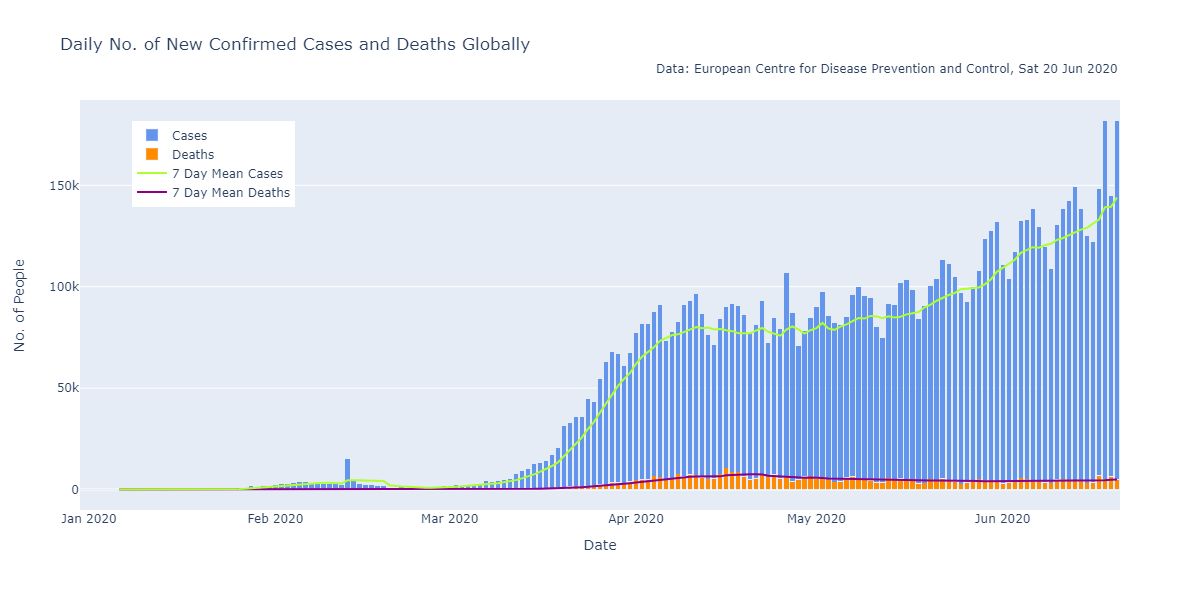 Daily No. of New Confirmed Cases and Deaths Globally
Data: European Centre for Disease Prevention and Control, Sat 20 Jun 2020
Cases
Deaths
7 Day Mean Cases
7 Day Mean Deaths
150k
100k
50k
0
No. of People
Jan 2020
Feb 2020
Mar 2020
Apr 2020
May 2020
Jun 2020
Date